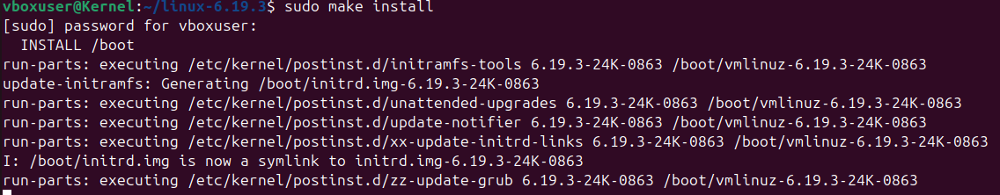 vboxuser@Kernel:~/linux-6.19.3$ sudo make install
[sudo] password for vboxuser:
  INSTALL /boot
run-parts: executing /etc/kernel/postinst.d/initramfs-tools 6.19.3-24K-0863 /boot/vmlinuz-6.19.3-24K-0863
update-initramfs: Generating /boot/initrd.img-6.19.3-24K-0863
run-parts: executing /etc/kernel/postinst.d/unattended-upgrades 6.19.3-24K-0863 /boot/vmlinuz-6.19.3-24K-0863
run-parts: executing /etc/kernel/postinst.d/update-notifier 6.19.3-24K-0863 /boot/vmlinuz-6.19.3-24K-0863
run-parts: executing /etc/kernel/postinst.d/xx-update-initrd-links 6.19.3-24K-0863 /boot/vmlinuz-6.19.3-24K-0863
I: /boot/initrd.img is now a symlink to initrd.img-6.19.3-24K-0863
run-parts: executing /etc/kernel/postinst.d/zz-update-grub 6.19.3-24K-0863 /boot/vmlinuz-6.19.3-24K-0863